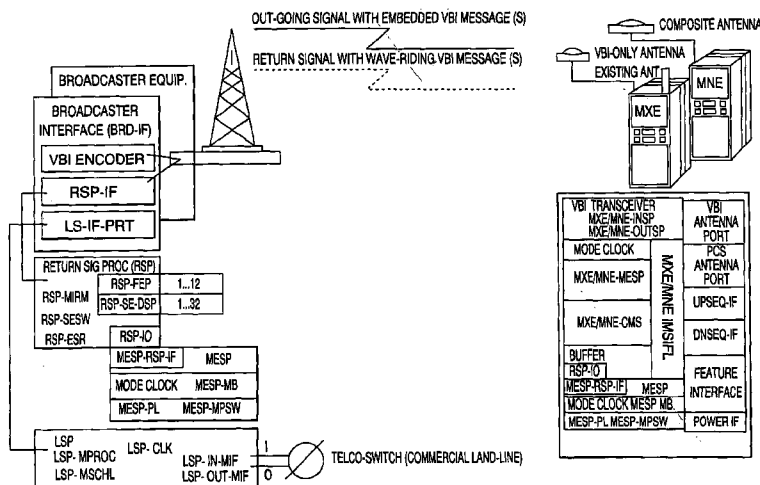 OUT-GOING SIGNAL WITH EMBEDDED VBI MESSAGE (S)
RETURN SIGNAL WITH WAVE-RIDING VBI MESSAGE (S)
COMPOSITE ANTENNA
VBI-ONLY ANTENNA
EXISTING ANT.
MNE
MXE
BROADCASTER EQUIP.
BROADCASTER
INTERFACE (BRD-IF)
VBI ENCODER
RSP-IF
LS-IF-PRT
RETURN SIG PROC (RSP)
RSP-FEP 1...12
RSP-MIRM
RSP-SE-DSP 1...32
RSP-SESW
RSP-ESR
RSP-IO
MESP-RSP-IF MESP
MODE CLOCK MESP-MB
MESP-PL MESP-MPSW
LSP
LSP-MPROC
LSP-MSCHL
LSP- CLK
LSP- IN-MIF 1
LSP- OUT-MIF 0
TELCO-SWITCH (COMMERCIAL LAND-LINE)
VBI TRANSCEIVER
MXE/MNE-INSP
MXE/MNE-OUTSP
MODE CLOCK
MXE/MNE-MESP
MXE/MNE-CMS
MXE/MNE IMSIFL
BUFFER
RSP-IO
MESP-RSP-IF MESP
MODE CLOCK MESP MB
MESP-PL MESP-MPSW
VBI
ANTENNA
PORT
PCS
ANTENNA
PORT
UPSEQ-IF
DNSEQ-IF
FEATURE
INTERFACE
POWER IF